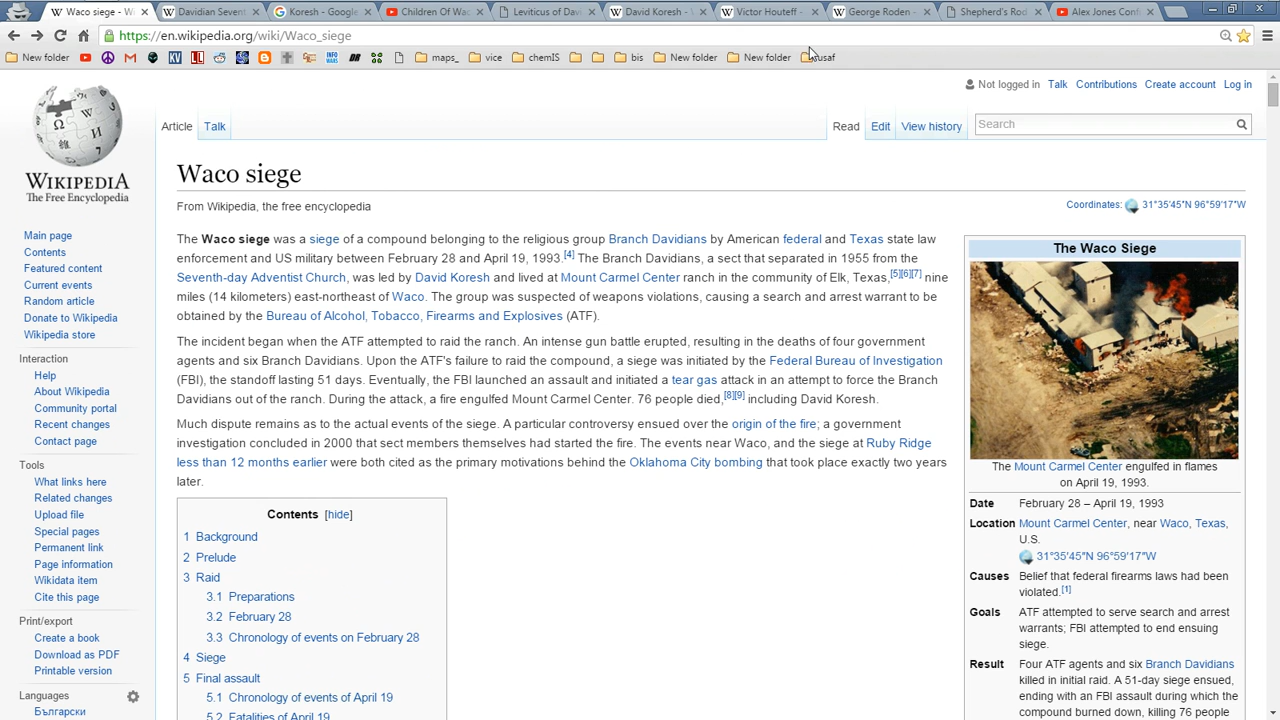 Waco siege - Wi
Davidian Sevent
Koresh - Google
Children Of Wac
Leviticus of Dav
David Koresh - W
Victor Houteff -
George Roden -
Shepherd's Rod
Alex Jones Conf
https://en.wikipedia.org/wiki/Waco_siege
New folder
KV
LL
INFO WARS
maps_
vice
chemIS
bis
New folder
New folder
usaf
Not logged in Talk Contributions Create account Log in
Article Talk
Read Edit View history Search
WIKIPEDIA
The Free Encyclopedia
Main page
Contents
Featured content
Current events
Random article
Donate to Wikipedia
Wikipedia store
Interaction
Help
About Wikipedia
Community portal
Recent changes
Contact page
Tools
What links here
Related changes
Upload file
Special pages
Permanent link
Page information
Wikidata item
Cite this page
Print/export
Create a book
Download as PDF
Printable version
Languages
Български
Waco siege
From Wikipedia, the free encyclopedia
Coordinates: 31°35′45″N 96°59′17″W
The Waco siege was a siege of a compound belonging to the religious group Branch Davidians by American federal and Texas state law
enforcement and US military between February 28 and April 19, 1993.[4] The Branch Davidians, a sect that separated in 1955 from the
Seventh-day Adventist Church, was led by David Koresh and lived at Mount Carmel Center ranch in the community of Elk, Texas,[5][6][7] nine
miles (14 kilometers) east-northeast of Waco. The group was suspected of weapons violations, causing a search and arrest warrant to be
obtained by the Bureau of Alcohol, Tobacco, Firearms and Explosives (ATF).
The incident began when the ATF attempted to raid the ranch. An intense gun battle erupted, resulting in the deaths of four government
agents and six Branch Davidians. Upon the ATF's failure to raid the compound, a siege was initiated by the Federal Bureau of Investigation
(FBI), the standoff lasting 51 days. Eventually, the FBI launched an assault and initiated a tear gas attack in an attempt to force the Branch
Davidians out of the ranch. During the attack, a fire engulfed Mount Carmel Center. 76 people died,[8][9] including David Koresh.
Much dispute remains as to the actual events of the siege. A particular controversy ensued over the origin of the fire; a government
investigation concluded in 2000 that sect members themselves had started the fire. The events near Waco, and the siege at Ruby Ridge
less than 12 months earlier were both cited as the primary motivations behind the Oklahoma City bombing that took place exactly two years
later.
Contents [hide]
1 Background
2 Prelude
3 Raid
3.1 Preparations
3.2 February 28
3.3 Chronology of events on February 28
4 Siege
5 Final assault
5.1 Chronology of events of April 19
5.2 Fatalities of April 19
The Waco Siege
The Mount Carmel Center engulfed in flames
on April 19, 1993.
Date February 28 – April 19, 1993
Location Mount Carmel Center, near Waco, Texas,
U.S.
31°35′45″N 96°59′17″W
Causes Belief that federal firearms laws had been
violated.[1]
Goals ATF attempted to serve search and arrest
warrants; FBI attempted to end ensuing
siege.
Result Four ATF agents and six Branch Davidians
killed in initial raid. A 51-day siege ensued,
ending with an FBI assault during which the
compound burned down, killing 76 people